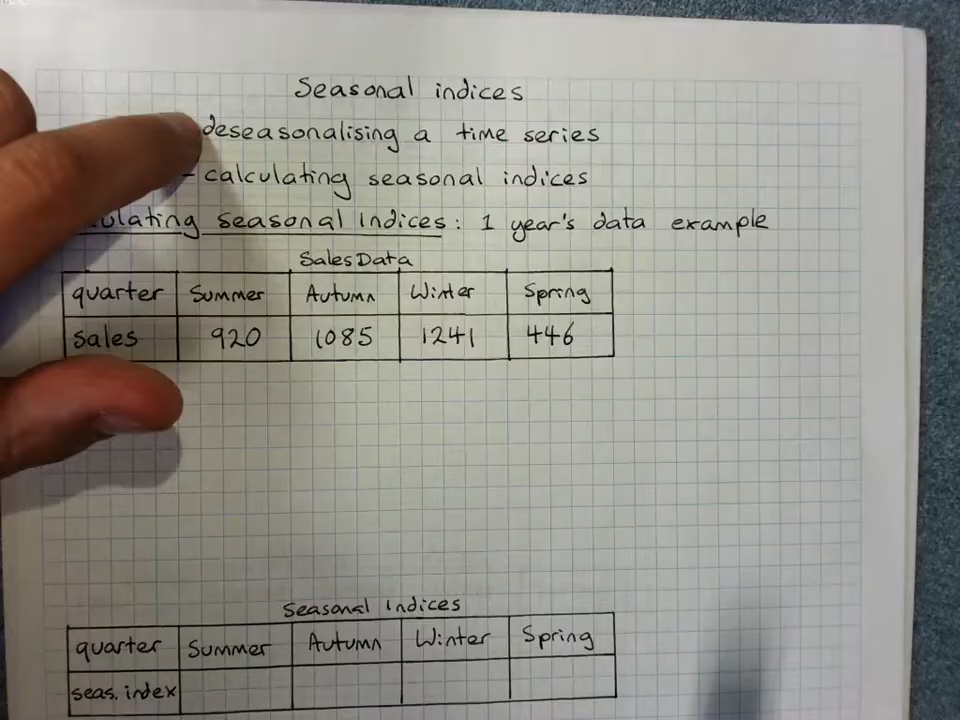 Seasonal indices
deseasonalising a time series
- calculating seasonal indices
seasonal Indices: 1 year's data example
Sales Data
quarter Summer Autumn Winter Spring
sales 920 1085 1241 446
Seasonal Indices
quarter Summer Autumn Winter Spring
seas. index